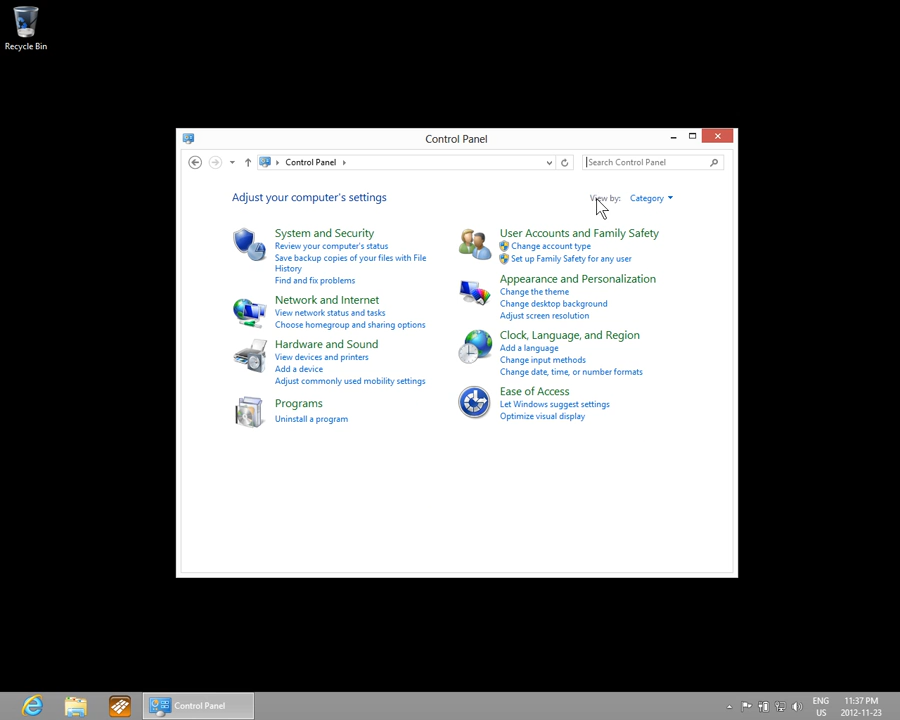 Recycle Bin
Control Panel
Control Panel
Search Control Panel
Adjust your computer's settings
View by: Category
System and Security
Review your computer's status
Save backup copies of your files with File
History
Find and fix problems
Network and Internet
View network status and tasks
Choose homegroup and sharing options
Hardware and Sound
View devices and printers
Add a device
Adjust commonly used mobility settings
Programs
Uninstall a program
User Accounts and Family Safety
Change account type
Set up Family Safety for any user
Appearance and Personalization
Change the theme
Change desktop background
Adjust screen resolution
Clock, Language, and Region
Add a language
Change input methods
Change date, time, or number formats
Ease of Access
Let Windows suggest settings
Optimize visual display
Control Panel
ENG
US
11:37 PM
2012-11-23